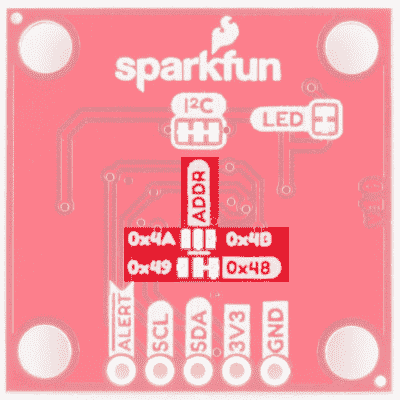 sparkfun
I²C
LED
ADDR
0x4A 0x4B
0x49 0x48
ALERT
SCL
SDA
3V3
GND